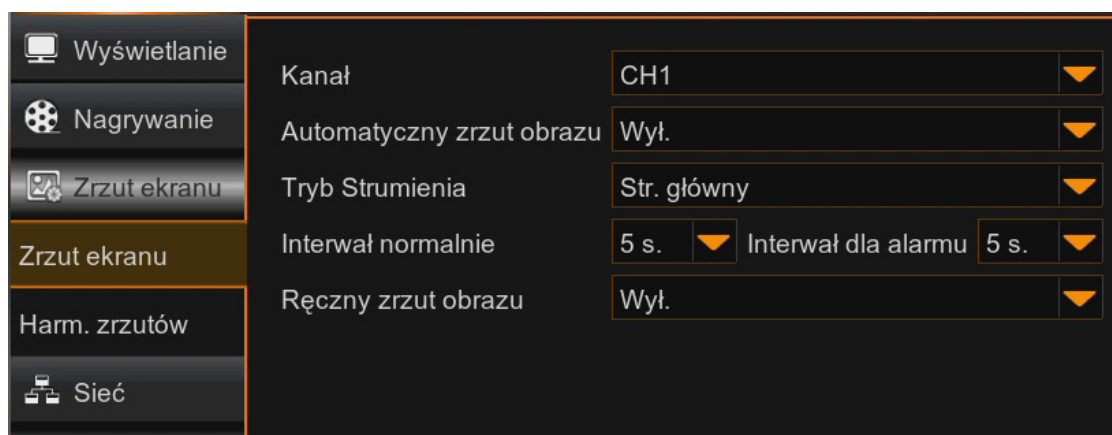 Wyświetlanie
Nagrywanie
Zrzut ekranu
Zrzut ekranu
Harm. zrzutów
Sieć
Kanał CH1
Automatyczny zrzut obrazu Wył.
Tryb Strumienia Str. główny
Interwał normalnie 5 s. Interwał dla alarmu 5 s.
Ręczny zrzut obrazu Wył.